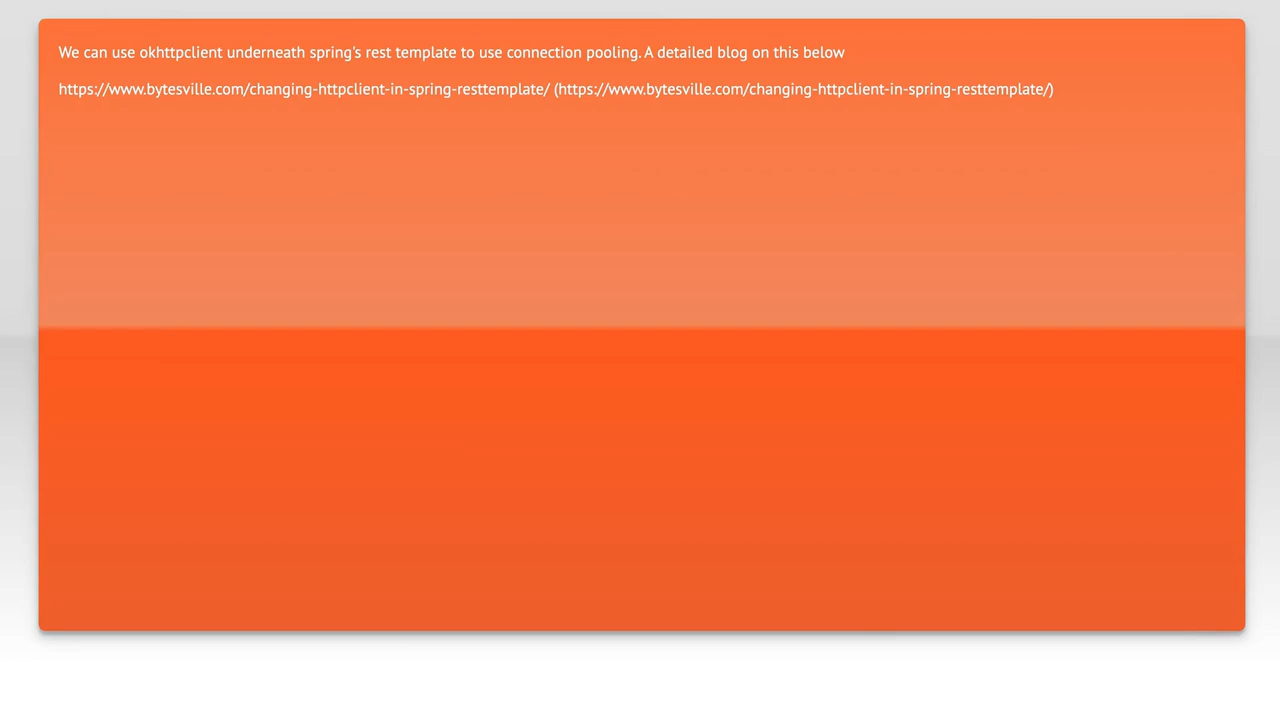 We can use okhttpclient underneath spring's rest template to use connection pooling. A detailed blog on this below
https://www.bytesville.com/changing-httpclient-in-spring-resttemplate/ (https://www.bytesville.com/changing-httpclient-in-spring-resttemplate/)